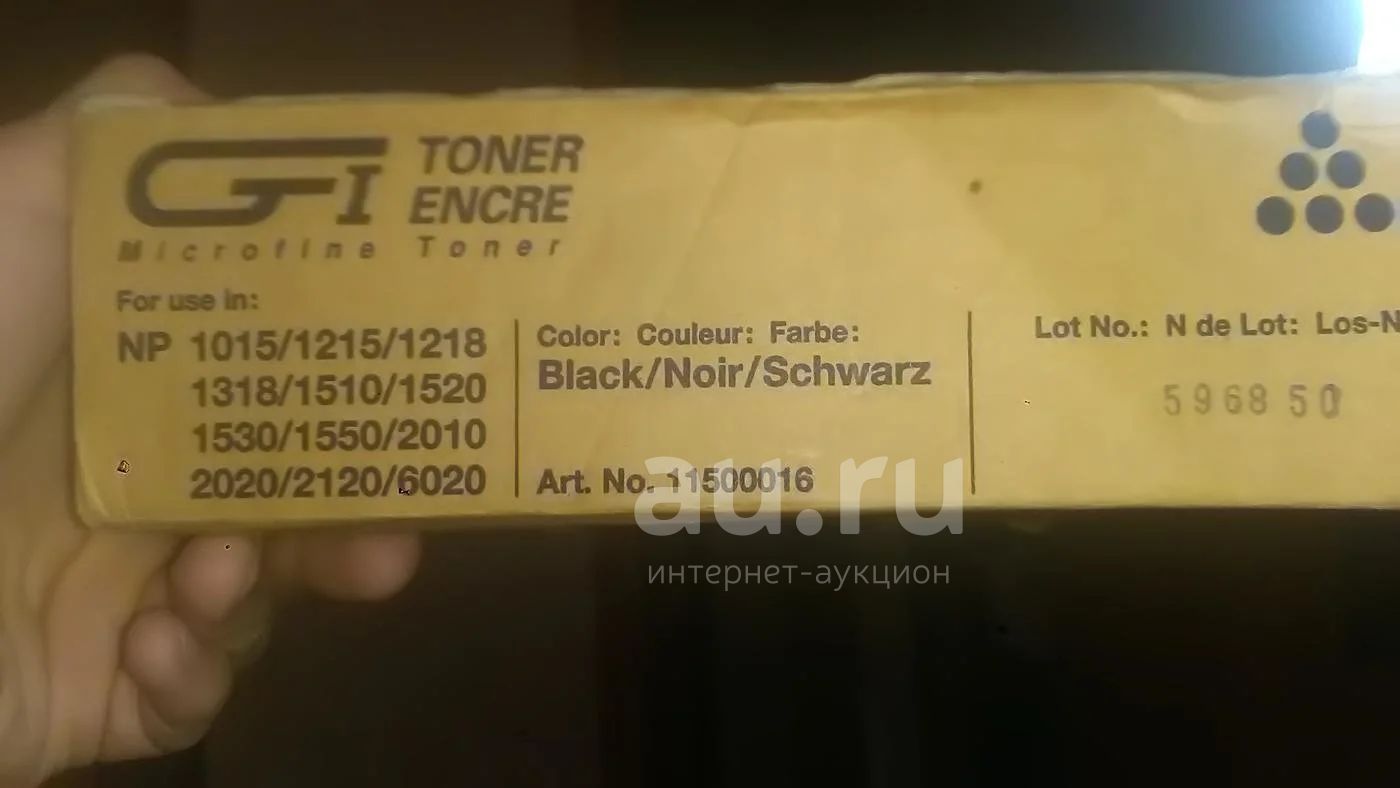 GI TONER
ENCRE
Microfine Toner
For use in:
NP 1015/1215/1218
1318/1510/1520
1530/1550/2010
2020/2120/6020
Color: Couleur: Farbe:
Black/Noir/Schwarz
Art. No. 11500016
Lot No.: N de Lot: Los-N
596850
au.ru
интернет-аукцион